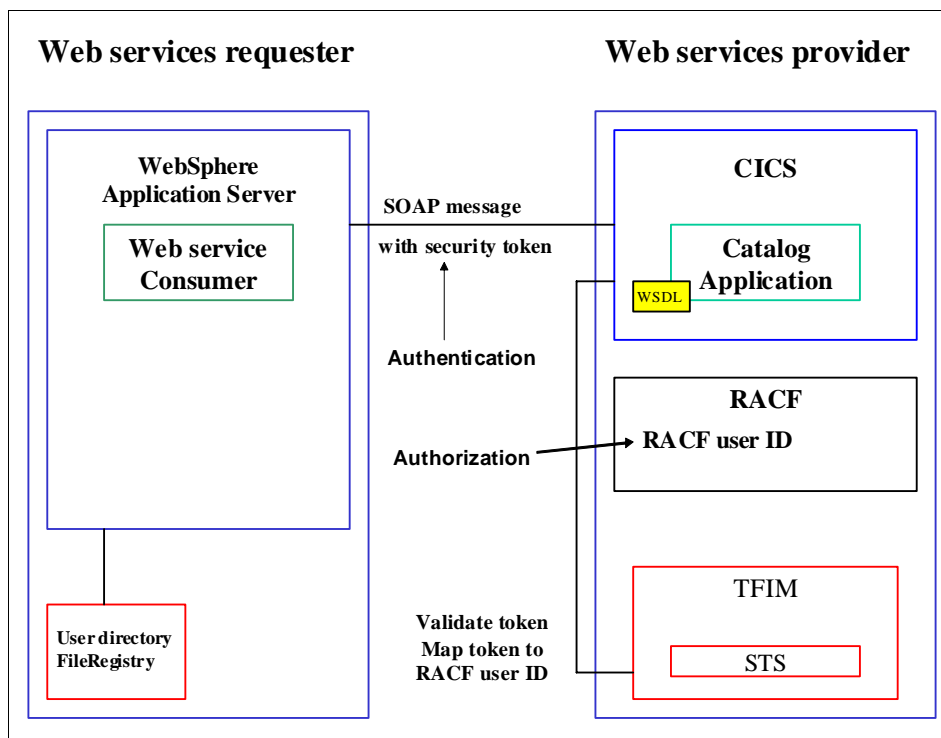 Web services requester
Web services provider
WebSphere
Application Server
Web service
Consumer
User directory
FileRegistry
SOAP message
with security token
Authentication
Authorization
Validate token
Map token to
RACF user ID
CICS
Catalog
Application
WSDL
RACF
RACF user ID
TFIM
STS